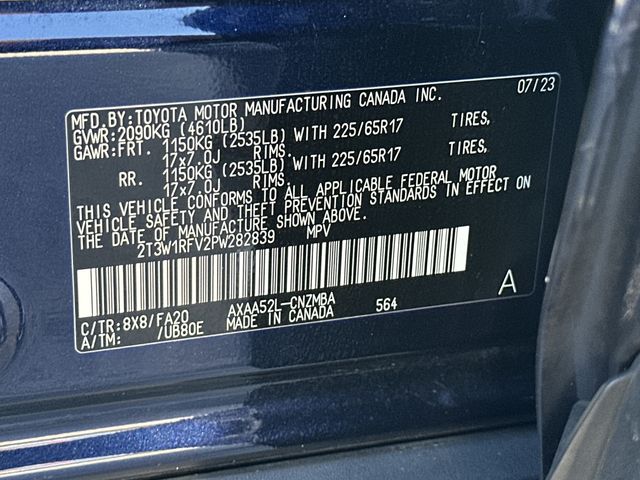 07/23
MFD.BY:TOYOTA MOTOR MANUFACTURING CANADA INC.
GVWR:2090KG (4610LB)
GAWR:FRT. 1150KG (2535LB) WITH 225/65R17 TIRES,
17x7.0J RIMS.
RR. 1150KG (2535LB) WITH 225/65R17 TIRES,
17x7.0J RIMS.
THIS VEHICLE CONFORMS TO ALL APPLICABLE FEDERAL MOTOR
VEHICLE SAFETY AND THEFT PREVENTION STANDARDS IN EFFECT ON
THE DATE OF MANUFACTURE SHOWN ABOVE.
2T3W1RFV2PW282839 MPV
C/TR:8X8/FA20 AXAA52L-CNZMBA 564 A
A/TM: /UB80E MADE IN CANADA